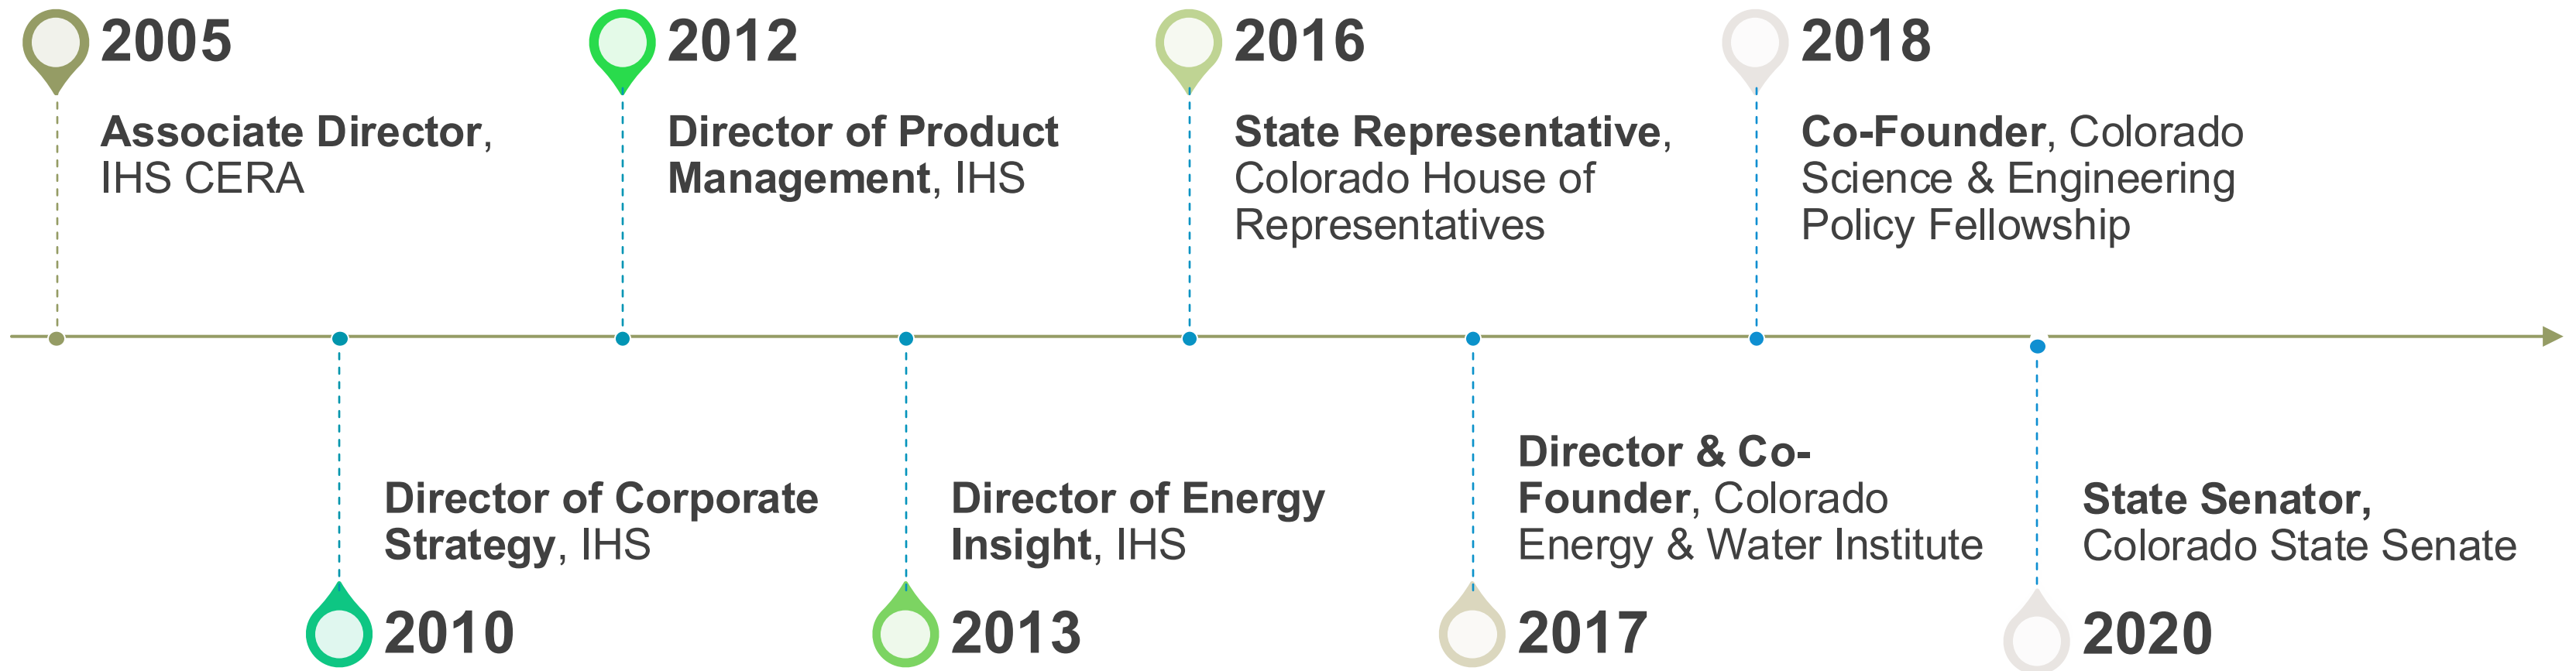 2005
Associate Director,
IHS CERA
2012
Director of Product
Management, IHS
2016
State Representative,
Colorado House of
Representatives
2018
Co-Founder, Colorado
Science & Engineering
Policy Fellowship
Director of Corporate
Strategy, IHS
2010
Director of Energy
Insight, IHS
2013
Director & Co-
Founder, Colorado
Energy & Water Institute
2017
State Senator,
Colorado State Senate
2020